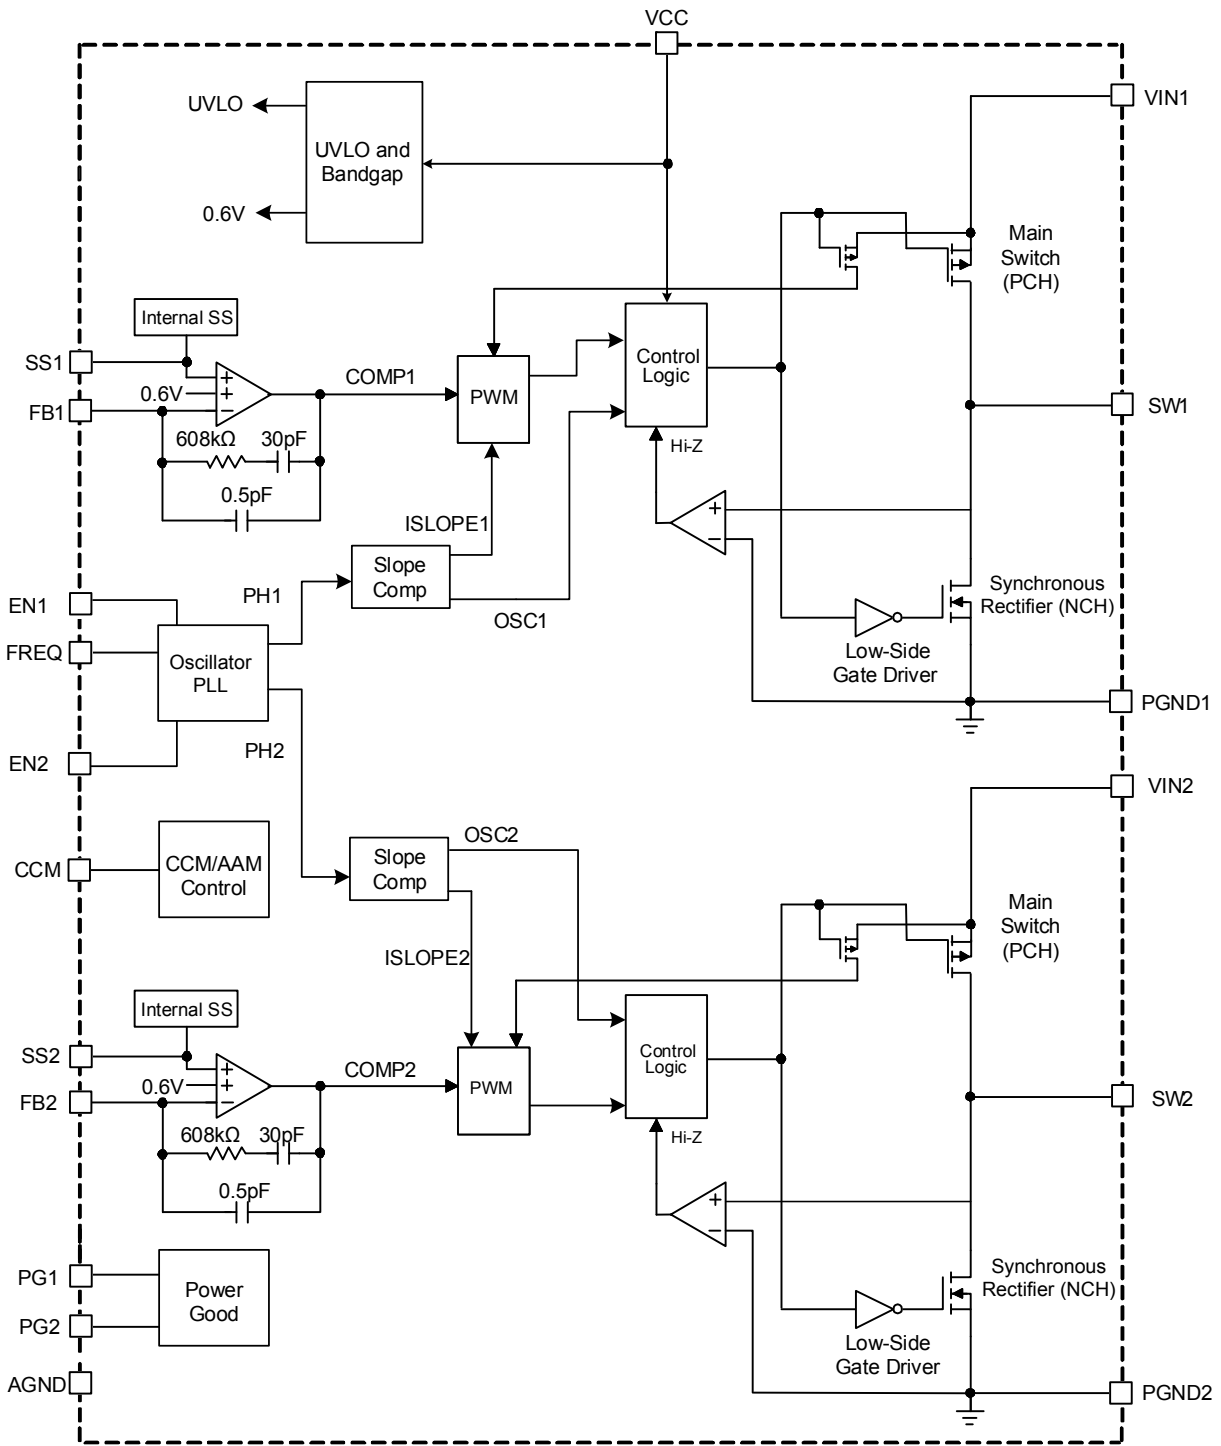 VCC
VIN1
UVLO
UVLO and
Bandgap
0.6V
Main
Switch
(PCH)
Internal SS
SS1
0.6V
FB1
+
+
−
COMP1
PWM
Control
Logic
SW1
608kΩ
30pF
0.5pF
Hi-Z
+
−
ISLOPE1
Slope
Comp
OSC1
PH1
EN1
FREQ
Oscillator
PLL
EN2
PH2
Synchronous
Rectifier (NCH)
Low-Side
Gate Driver
PGND1
VIN2
CCM
CCM/AAM
Control
Slope
Comp
OSC2
ISLOPE2
Main
Switch
(PCH)
Internal SS
SS2
0.6V
FB2
+
+
−
COMP2
PWM
Control
Logic
SW2
608kΩ
30pF
0.5pF
Hi-Z
+
−
PG1
PG2
Power
Good
Synchronous
Rectifier (NCH)
Low-Side
Gate Driver
AGND
PGND2